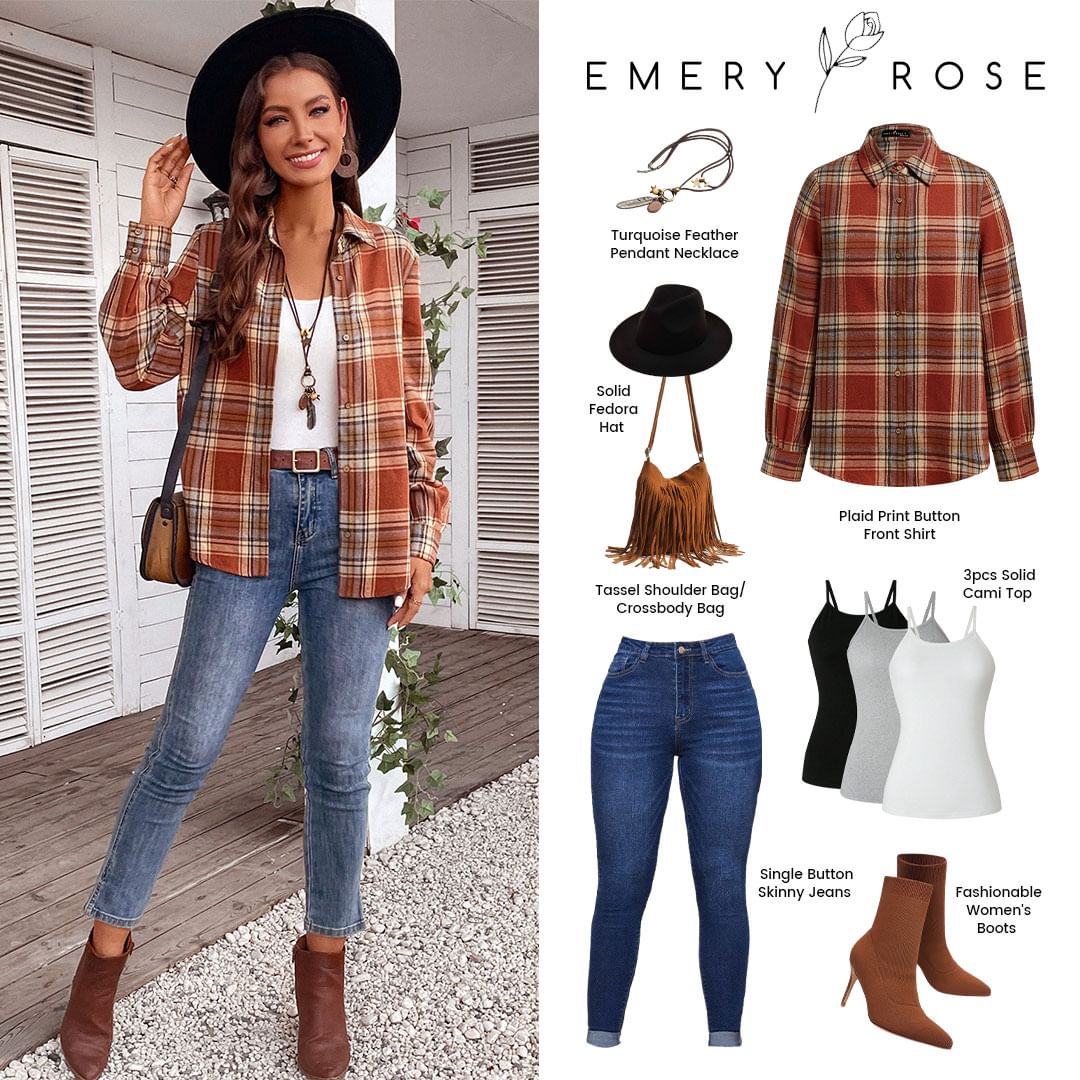 EMERY ROSE
Turquoise Feather
Pendant Necklace
Solid
Fedora
Hat
Plaid Print Button
Front Shirt
Tassel Shoulder Bag/
Crossbody Bag
3pcs Solid
Cami Top
Single Button
Skinny Jeans
Fashionable
Women's
Boots